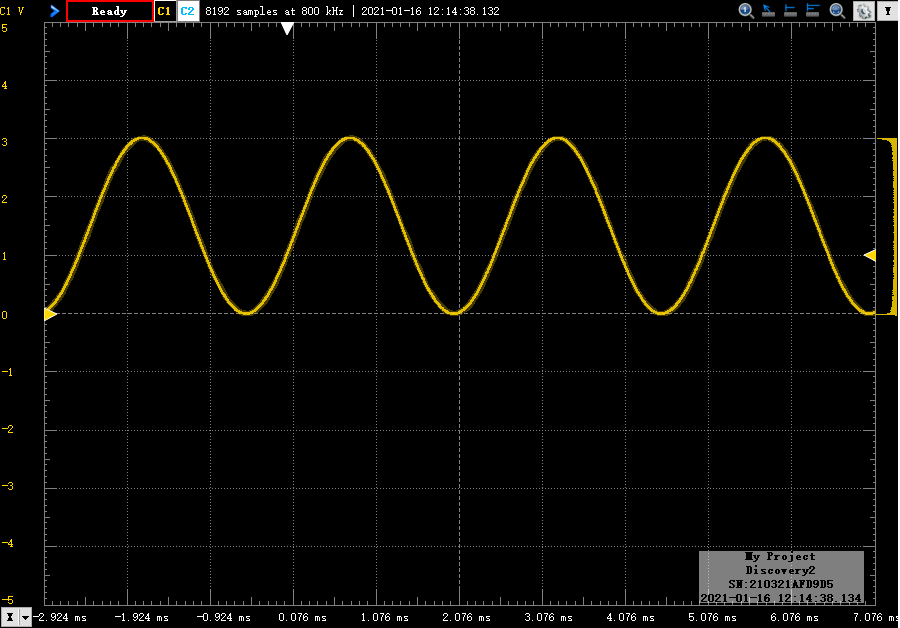 C1 V
Ready
C1 C2 8192 samples at 800 kHz | 2021-01-16 12:14:38.132
Y
5
4
3
2
1
0
-1
-2
-3
-4
-5
My Project
Discovery2
SN:210321AFD9D5
2021-01-16 12:14:38.134
X -2.924 ms -1.924 ms -0.924 ms 0.076 ms 1.076 ms 2.076 ms 3.076 ms 4.076 ms 5.076 ms 6.076 ms 7.076 ms